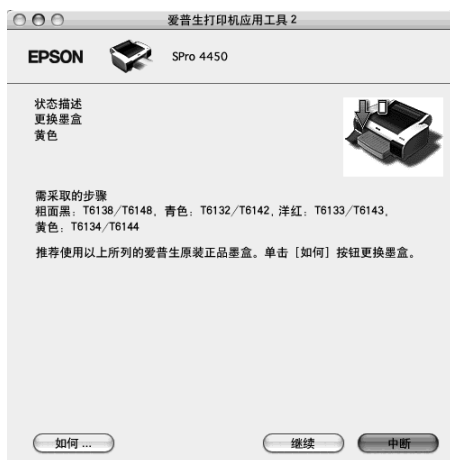 爱普生打印机应用工具 2
EPSON
SPro 4450
状态描述
更换墨盒
黄色
需采取的步骤
粗面黑：T6138/T6148，青色：T6132/T6142，洋红：T6133/T6143，
黄色：T6134/T6144
推荐使用以上所列的爱普生原装正品墨盒。单击［如何］按钮更换墨盒。
如何 ...
继续
中断